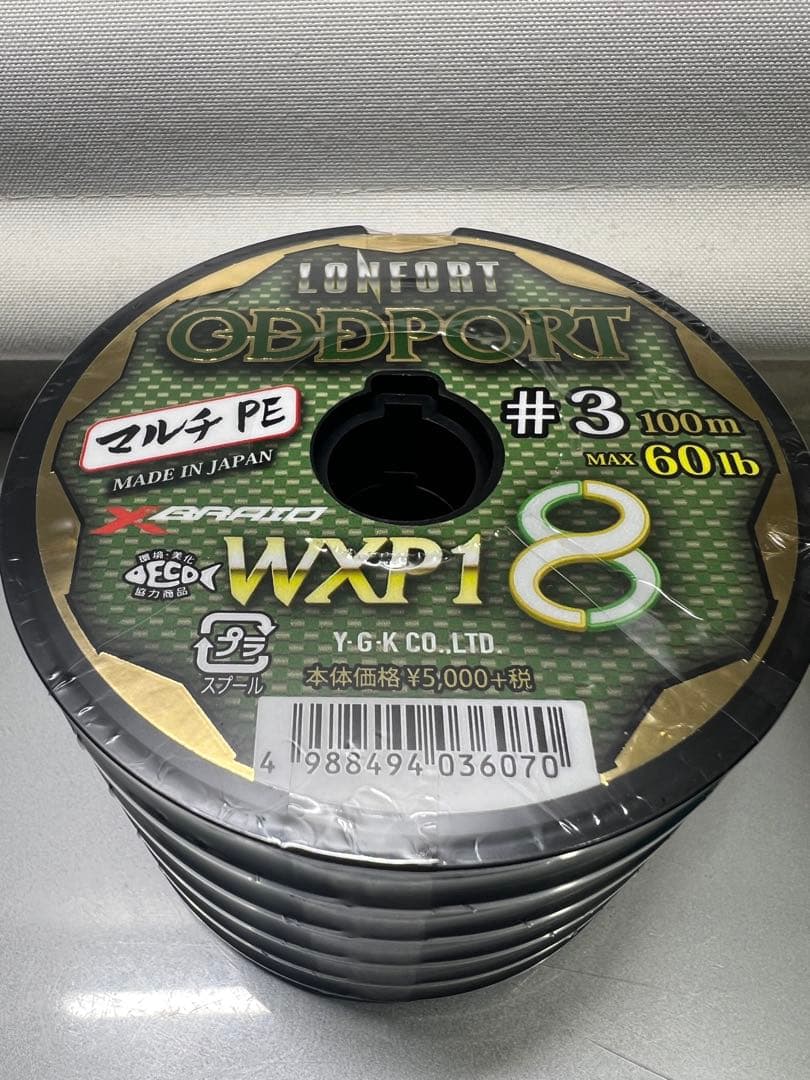 LONFORT
ODDPORT
マルチ PE
MADE IN JAPAN
#3 100m
MAX 60lb
X-BRAID
WXP1 8
環境・美化
ECO
協力商品
プラ
スプール
Y·G·K CO.,LTD.
本体価格 ¥5,000+税
4 988494 036070